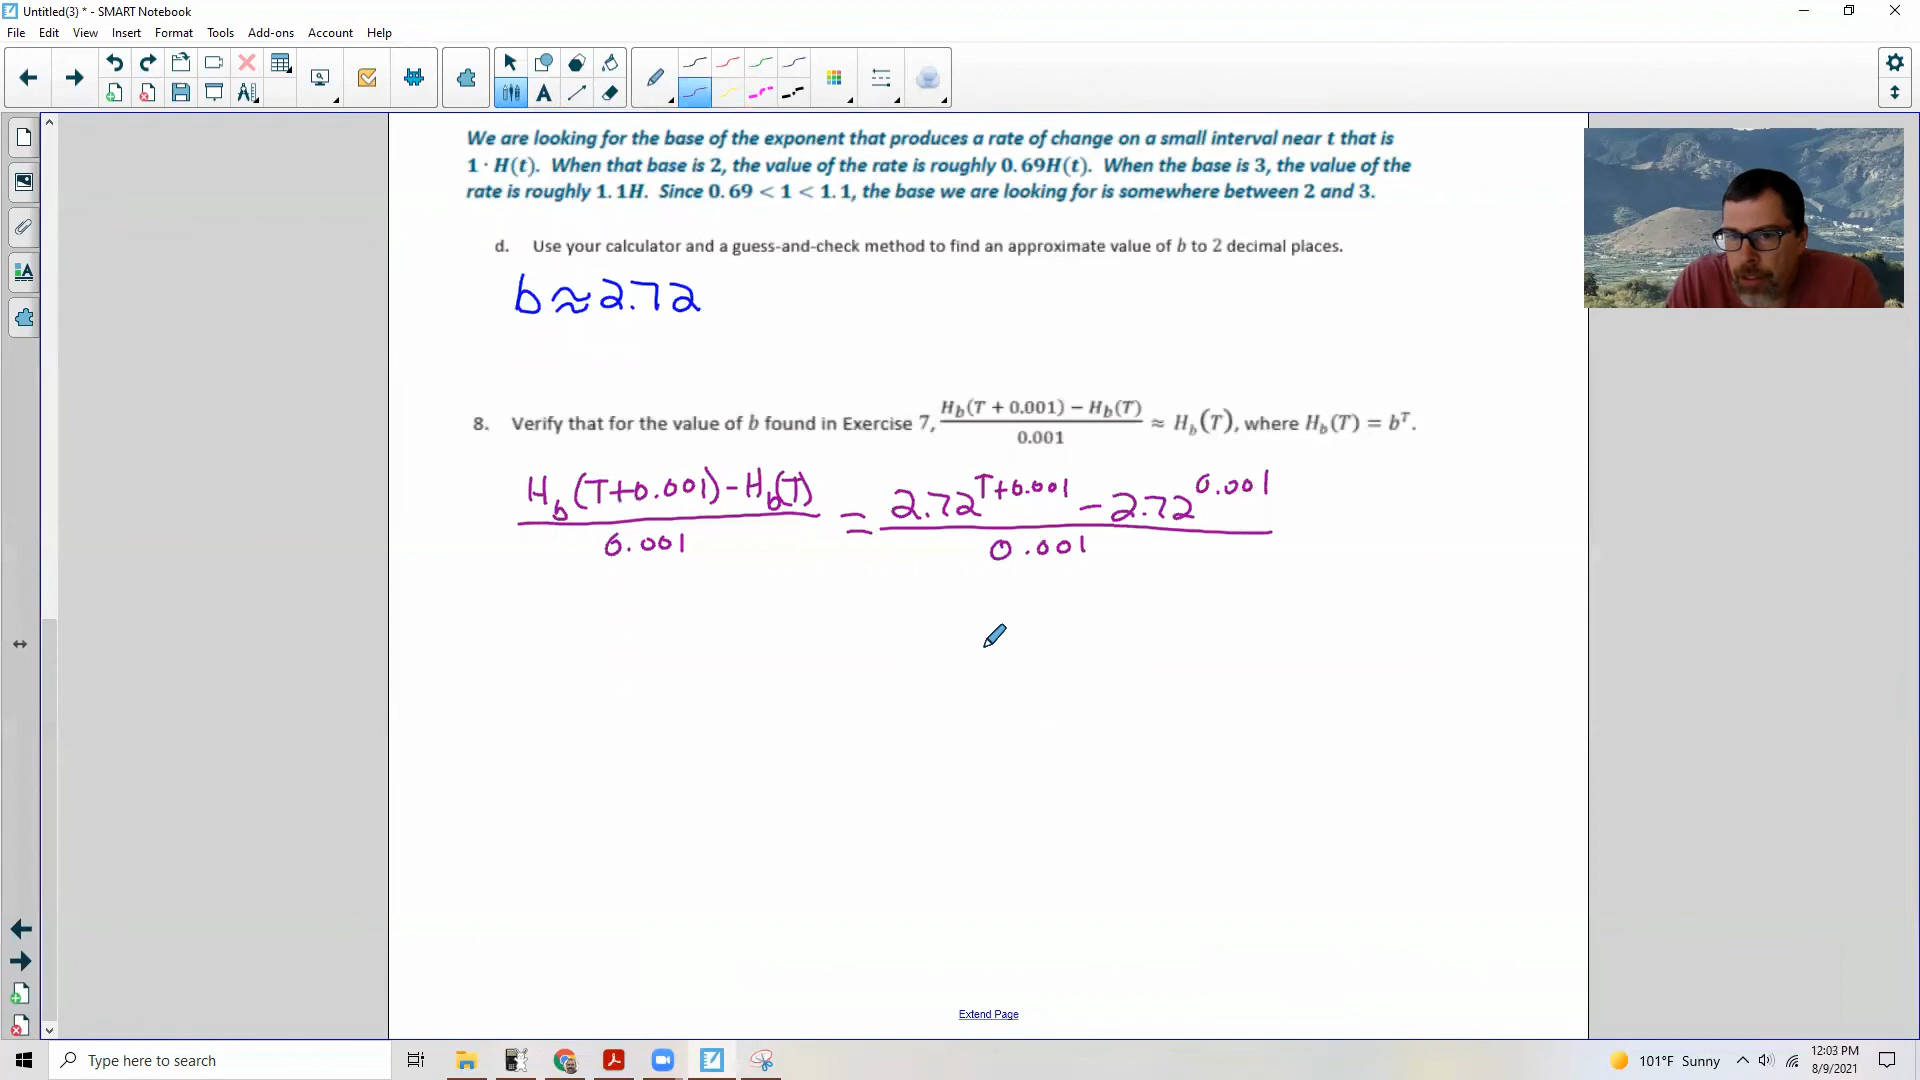 Untitled(3) * - SMART Notebook
File Edit View Insert Format Tools Add-ons Account Help
We are looking for the base of the exponent that produces a rate of change on a small interval near t that is
1 · H(t). When that base is 2, the value of the rate is roughly 0.69H(t). When the base is 3, the value of the
rate is roughly 1.1H. Since 0.69 < 1 < 1.1, the base we are looking for is somewhere between 2 and 3.
d. Use your calculator and a guess-and-check method to find an approximate value of b to 2 decimal places.
b ≈ 2.72
8. Verify that for the value of b found in Exercise 7, \frac{H_b(T + 0.001) − H_b(T)}{0.001} ≈ H_b(T), where H_b(T) = b^T.
\frac{H_b(T+0.001) − H_b(T)}{0.001} = \frac{2.72^{T+0.001} − 2.72^{0.001}}{0.001}
Extend Page
Type here to search
101°F Sunny
12:03 PM
8/9/2021